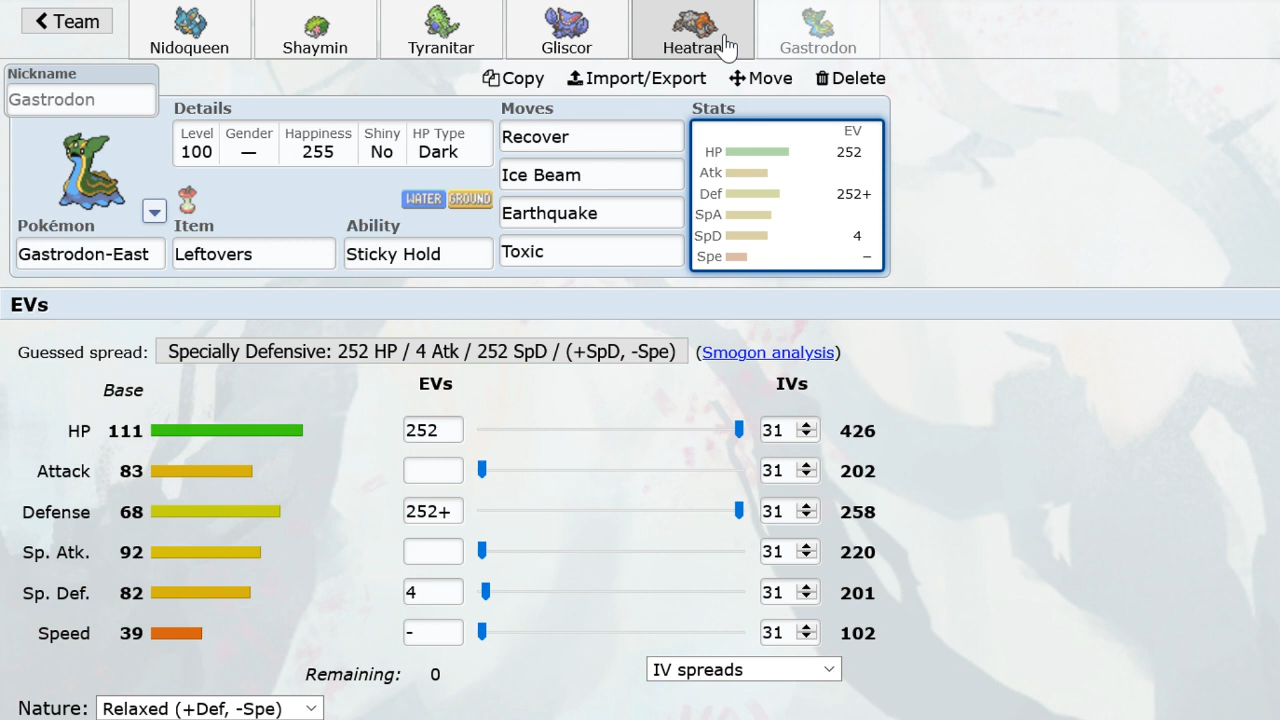 Team
Nidoqueen
Shaymin
Tyranitar
Gliscor
Heatran
Gastrodon
Copy
Import/Export
Move
Delete
Nickname
Gastrodon
Details
Moves
Stats
Level Gender Happiness Shiny HP Type
100 — 255 No Dark
WATER GROUND
Pokémon
Gastrodon-East
Item
Leftovers
Ability
Sticky Hold
Recover
Ice Beam
Earthquake
Toxic
EV
HP 252
Atk
Def 252+
SpA
SpD 4
Spe –
EVs
Guessed spread: Specially Defensive: 252 HP / 4 Atk / 252 SpD / (+SpD, -Spe) (Smogon analysis)
Base EVs IVs
HP 111 252 31 426
Attack 83 31 202
Defense 68 252+ 31 258
Sp. Atk. 92 31 220
Sp. Def. 82 4 31 201
Speed 39 - 31 102
Remaining: 0 IV spreads
Nature: Relaxed (+Def, -Spe)